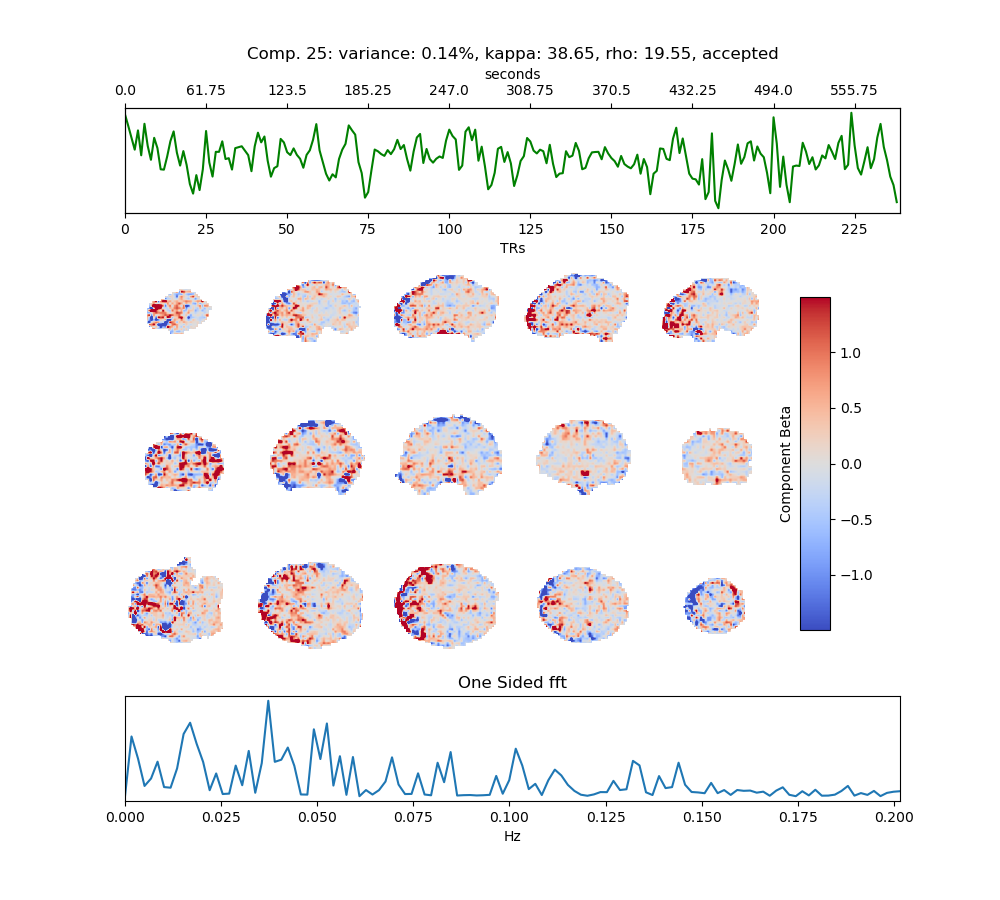 Comp. 25: variance: 0.14%, kappa: 38.65, rho: 19.55, accepted
seconds
0.0 61.75 123.5 185.25 247.0 308.75 370.5 432.25 494.0 555.75
0 25 50 75 100 125 150 175 200 225
TRs
Component Beta
1.0
0.5
0.0
−0.5
−1.0
One Sided fft
0.000 0.025 0.050 0.075 0.100 0.125 0.150 0.175 0.200
Hz